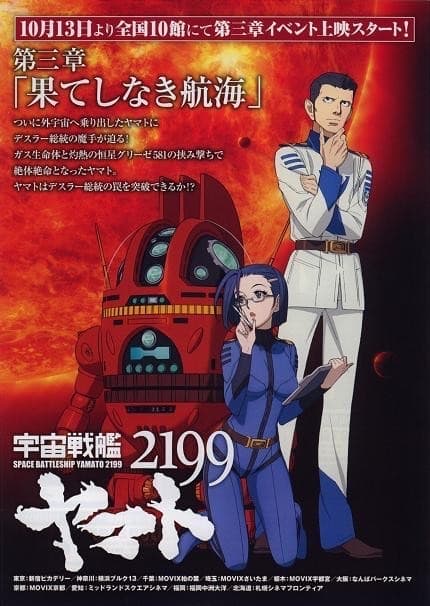 10月13日より全国10館にて第三章イベント上映スタート!
第三章
「果てしなき航海」
ついに外宇宙へ乗り出したヤマトに
デスラー総統の魔手が迫る!
ガス生命体と灼熱の恒星グリーゼ581の挟み撃ちで
絶体絶命となったヤマト。
ヤマトはデスラー総統の罠を突破できるか!?
宇宙戦艦
2199
SPACE BATTLESHIP YAMATO 2199
ヤマト
東京:新宿ピカデリー/神奈川:横浜ブルク13/千葉:MOVIX柏の葉/埼玉:MOVIXさいたま/栃木:MOVIX宇都宮/大阪:なんばパークスシネマ
京都:MOVIX京都/愛知:ミッドランドスクエアシネマ/福岡:福岡中洲大洋/北海道:札幌シネマフロンティア